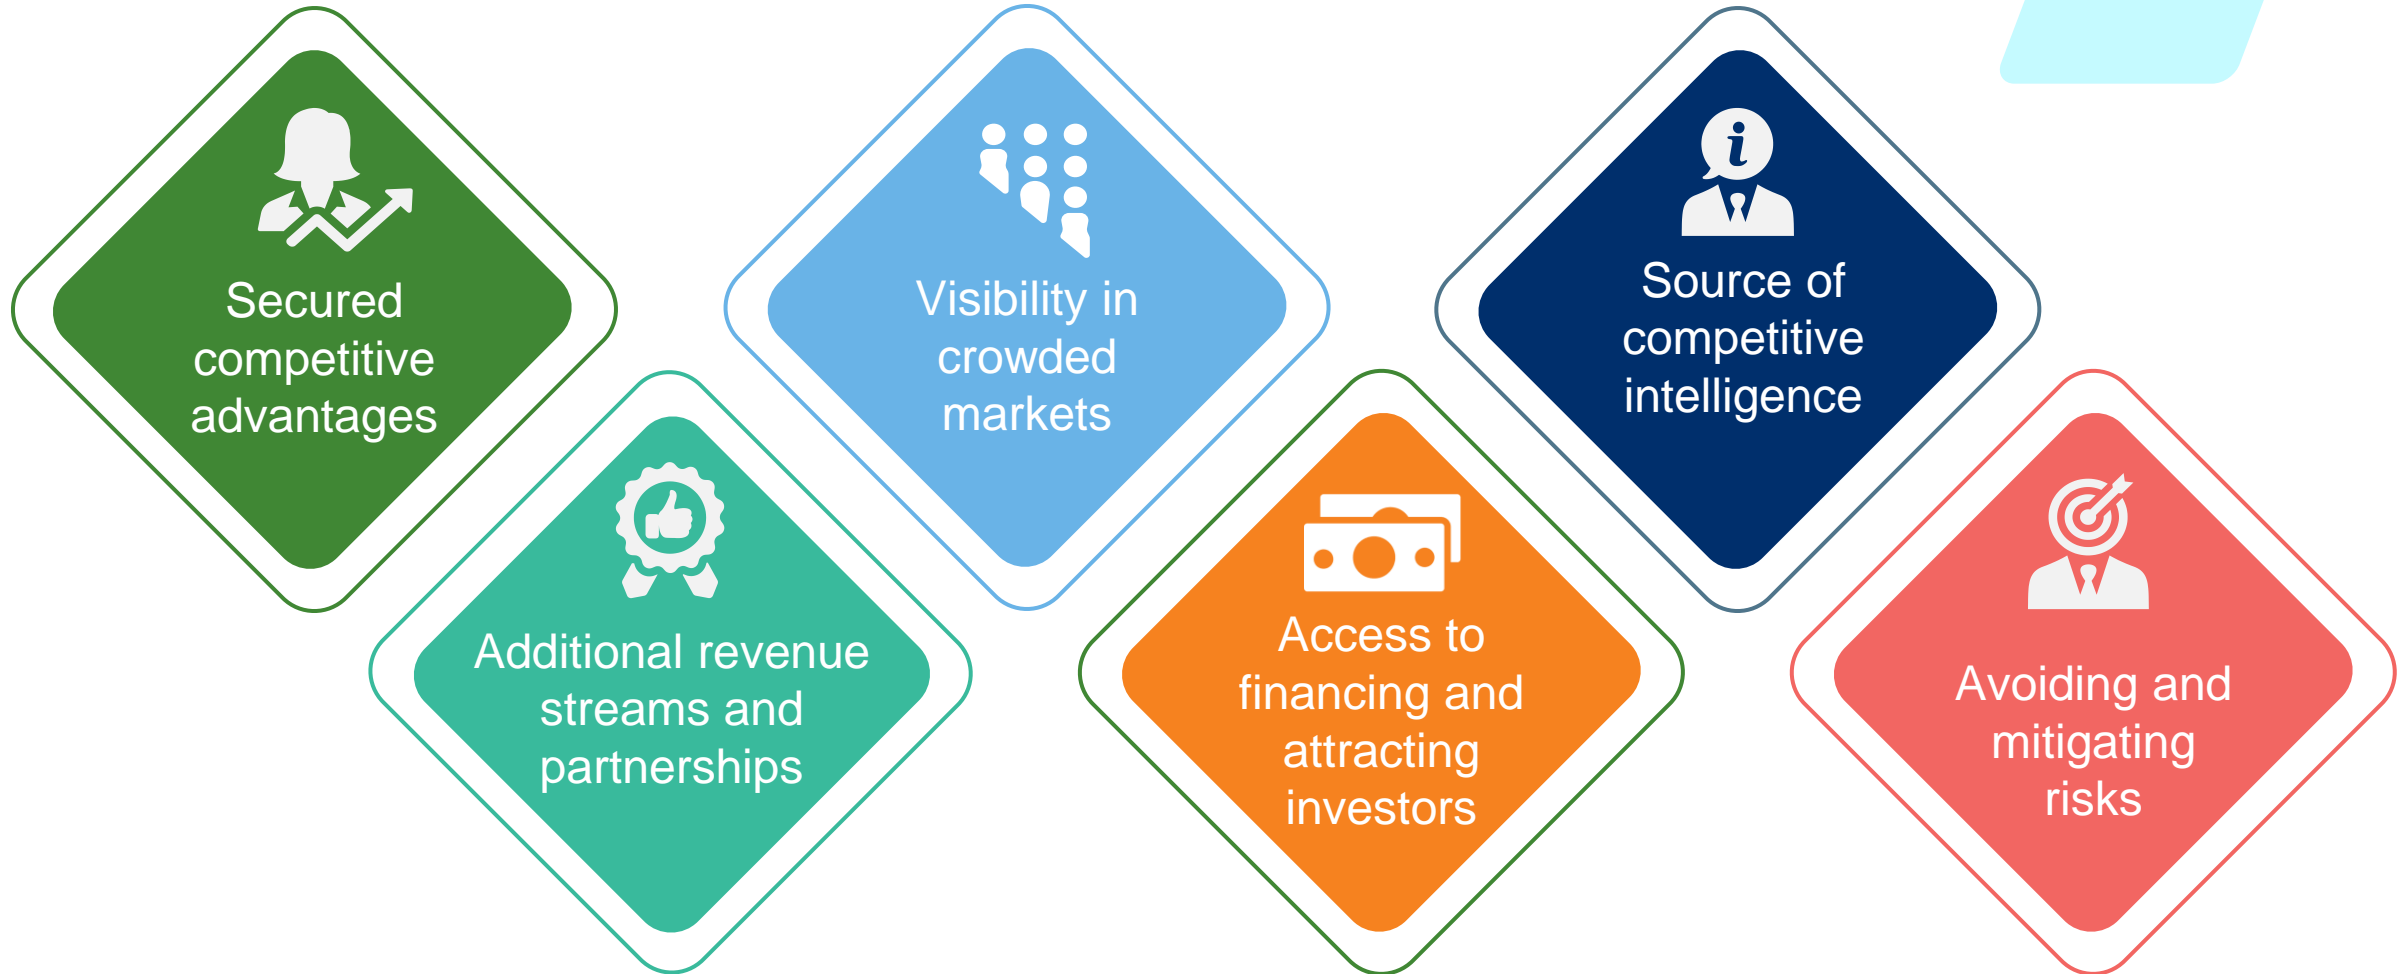 Secured
competitive
advantages
Additional revenue
streams and
partnerships
Visibility in
crowded
markets
Access to
financing and
attracting
investors
i
Source of
competitive
intelligence
Avoiding and
mitigating
risks